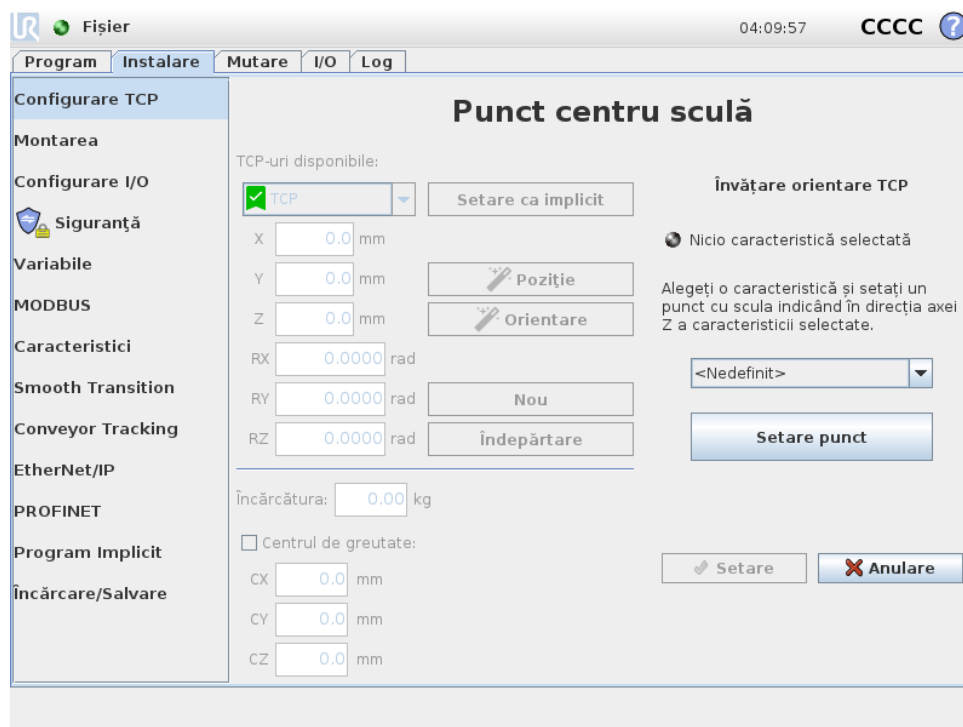 UR Fișier 04:09:57 CCCC ?
Program Instalare Mutare I/O Log
Configurare TCP
Montarea
Configurare I/O
Siguranță
Variabile
MODBUS
Caracteristici
Smooth Transition
Conveyor Tracking
EtherNet/IP
PROFINET
Program Implicit
Încărcare/Salvare
Punct centru sculă
TCP-uri disponibile:
TCP Setare ca implicit
X 0.0 mm
Y 0.0 mm Poziție
Z 0.0 mm Orientare
RX 0.0000 rad
RY 0.0000 rad Nou
RZ 0.0000 rad Îndepărtare
Încărcătura: 0.00 kg
Centrul de greutate:
CX 0.0 mm
CY 0.0 mm
CZ 0.0 mm
Învățare orientare TCP
Nicio caracteristică selectată
Alegeți o caracteristică și setați un
punct cu scula indicând în direcția axei
Z a caracteristicii selectate.
<Nedefinit>
Setare punct
Setare Anulare